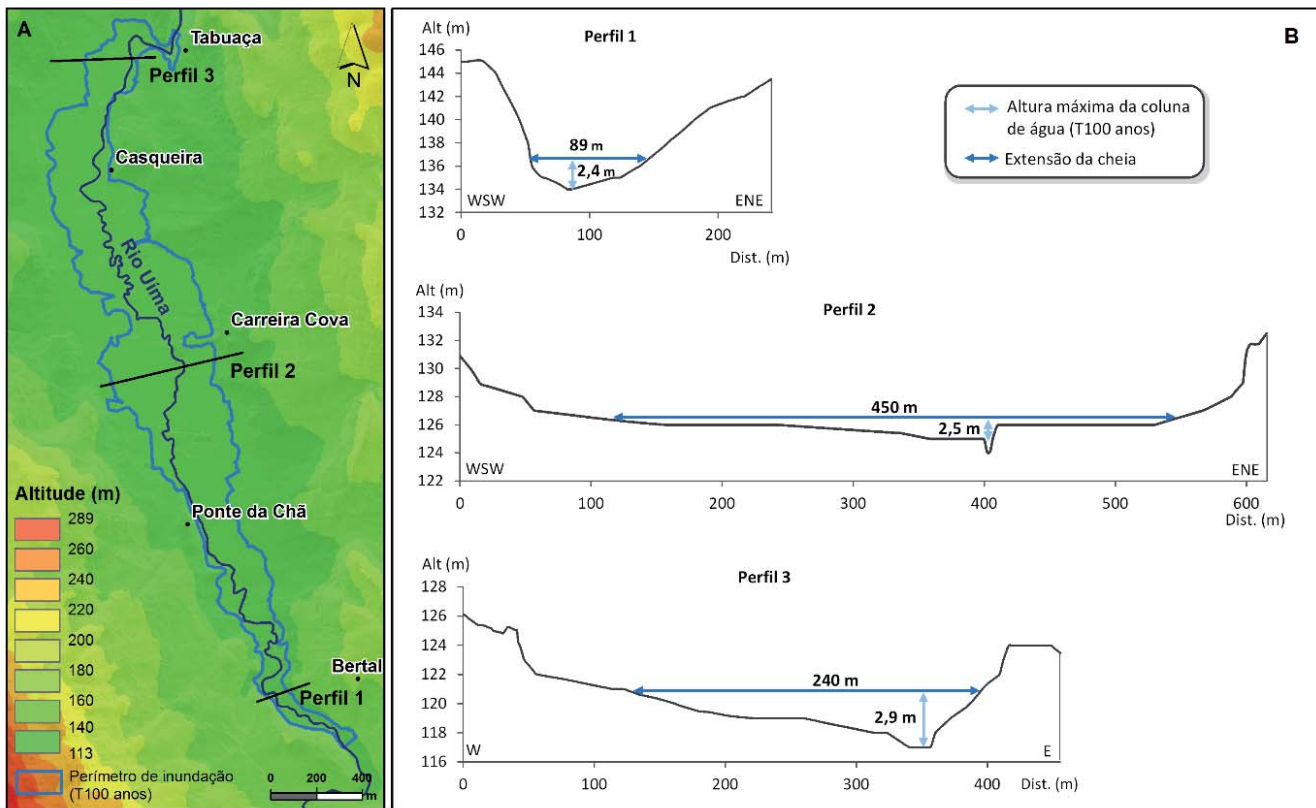 A
Tabuaça
N
Perfil 3
Casqueira
Rio Uíma
Carreira Cova
Perfil 2
Ponte da Chã
Bertal
Perfil 1
Altitude (m)
289
260
240
220
200
180
160
140
113
Perímetro de inundação
(T100 anos)
0 200 400
m
B
Perfil 1
Alt (m)
146
144
142
140
138
136
134
132
89 m
2,4 m
WSW
ENE
0 100 200
Dist. (m)
Altura máxima da coluna
de água (T100 anos)
Extensão da cheia
Perfil 2
Alt (m)
134
132
130
128
126
124
122
450 m
2,5 m
WSW
ENE
0 100 200 300 400 500 600
Dist. (m)
Perfil 3
Alt (m)
128
126
124
122
120
118
116
240 m
2,9 m
W
E
0 100 200 300 400
Dist. (m)